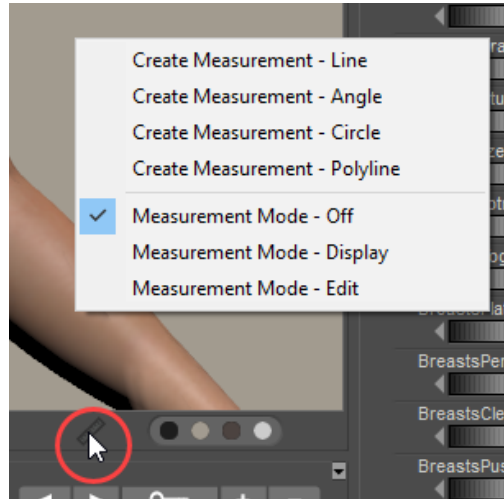 Create Measurement - Line
Create Measurement - Angle
Create Measurement - Circle
Create Measurement - Polyline
Measurement Mode - Off
Measurement Mode - Display
Measurement Mode - Edit
BreastsPer
BreastsCle
BreastsPus